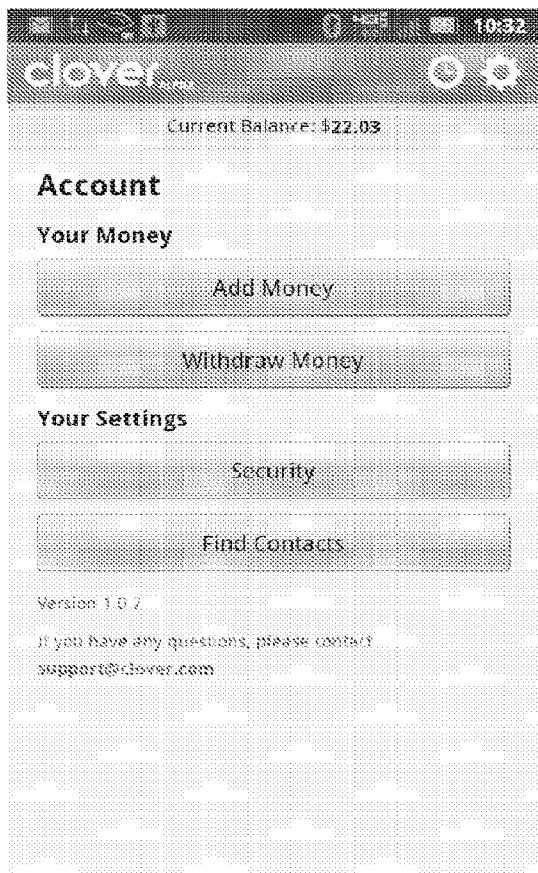 10:32
clover
Current Balance: $22.03
Account
Your Money
Add Money
Withdraw Money
Your Settings
Security
Find Contacts
Version 1.0.7
If you have any questions, please contact
support@clover.com